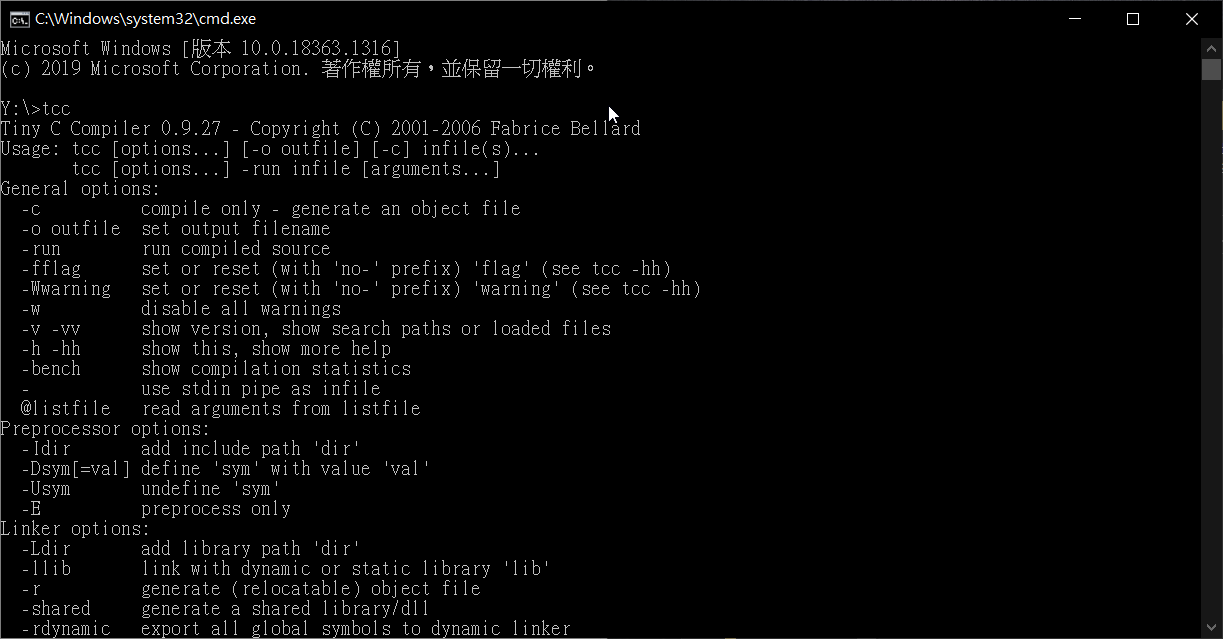 C:\Windows\system32\cmd.exe
Microsoft Windows [版本 10.0.18363.1316]
(c) 2019 Microsoft Corporation. 著作權所有，並保留一切權利。
Y:\>tcc
Tiny C Compiler 0.9.27 - Copyright (C) 2001-2006 Fabrice Bellard
Usage: tcc [options...] [-o outfile] [-c] infile(s)...
       tcc [options...] -run infile [arguments...]
General options:
  -c          compile only - generate an object file
  -o outfile  set output filename
  -run        run compiled source
  -fflag      set or reset (with 'no-' prefix) 'flag' (see tcc -hh)
  -Wwarning   set or reset (with 'no-' prefix) 'warning' (see tcc -hh)
  -w          disable all warnings
  -v -vv      show version, show search paths or loaded files
  -h -hh      show this, show more help
  -bench      show compilation statistics
  -           use stdin pipe as infile
  @listfile   read arguments from listfile
Preprocessor options:
  -Idir       add include path 'dir'
  -Dsym[=val] define 'sym' with value 'val'
  -Usym       undefine 'sym'
  -E          preprocess only
Linker options:
  -Ldir       add library path 'dir'
  -llib       link with dynamic or static library 'lib'
  -r          generate (relocatable) object file
  -shared     generate a shared library/dll
  -rdynamic   export all global symbols to dynamic linker